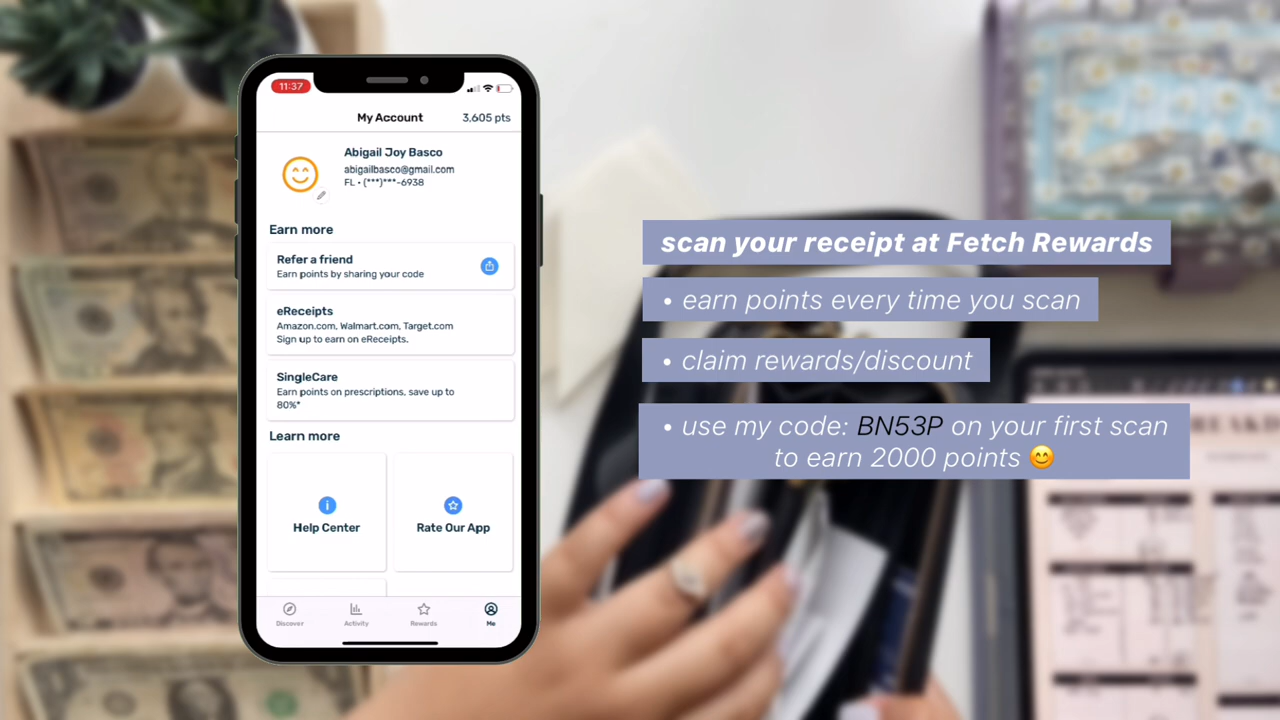 11:37
My Account
3,605 pts
Abigail Joy Basco
abigailbasco@gmail.com
FL • (***)***-6938
Earn more
Refer a friend
Earn points by sharing your code
eReceipts
Amazon.com, Walmart.com, Target.com
Sign up to earn on eReceipts.
SingleCare
Earn points on prescriptions, save up to
80%*
Learn more
Help Center
Rate Our App
Discover
Activity
Rewards
Me
scan your receipt at Fetch Rewards
• earn points every time you scan
• claim rewards/discount
• use my code: BN53P on your first scan
to earn 2000 points 😊